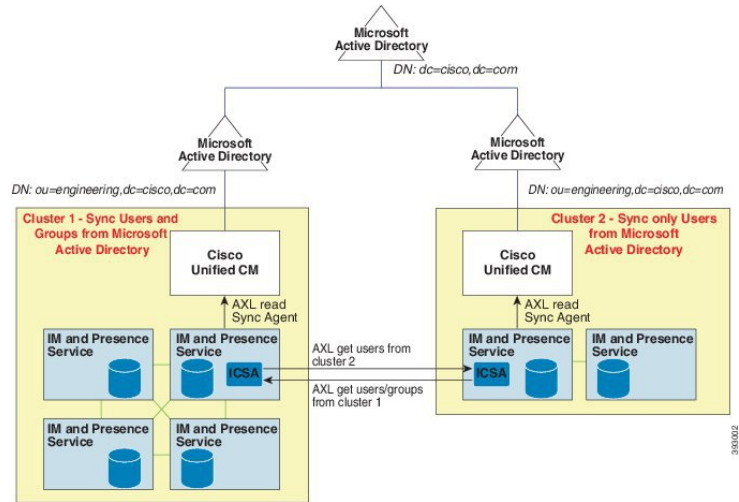 Microsoft
Active Directory
DN: dc=cisco,dc=com
Microsoft
Active Directory
Microsoft
Active Directory
DN: ou=engineering,dc=cisco,dc=com
DN: ou=engineering,dc=cisco,dc=com
Cluster 1 - Sync Users and
Groups from Microsoft
Active Directory
Cisco
Unified CM
AXL read
Sync Agent
IM and Presence
Service
IM and Presence
Service
ICSA
IM and Presence
Service
IM and Presence
Service
AXL get users from
cluster 2
AXL get users/groups
from cluster 1
Cluster 2 - Sync only Users
from Microsoft
Active Directory
Cisco
Unified CM
AXL read
Sync Agent
IM and Presence
Service
ICSA
IM and Presence
Service
393002